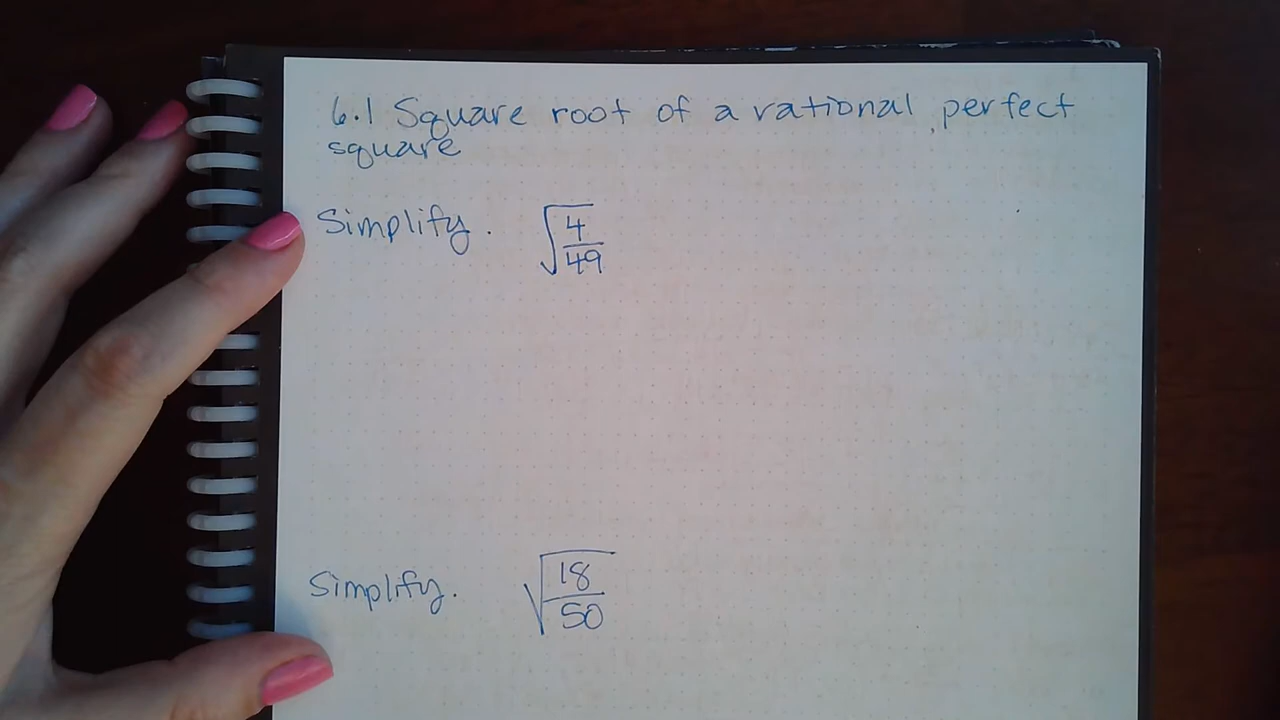 6.1 Square root of a rational perfect
square
Simplify. √(4/49)
Simplify. √(18/50)